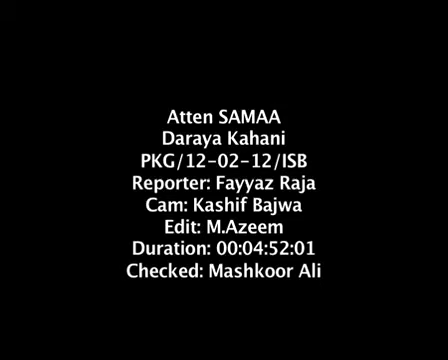 Atten SAMAA
Daraya Kahani
PKG/12-02-12/ISB
Reporter: Fayyaz Raja
Cam: Kashif Bajwa
Edit: M.Azeem
Duration: 00:04:52:01
Checked: Mashkoor Ali